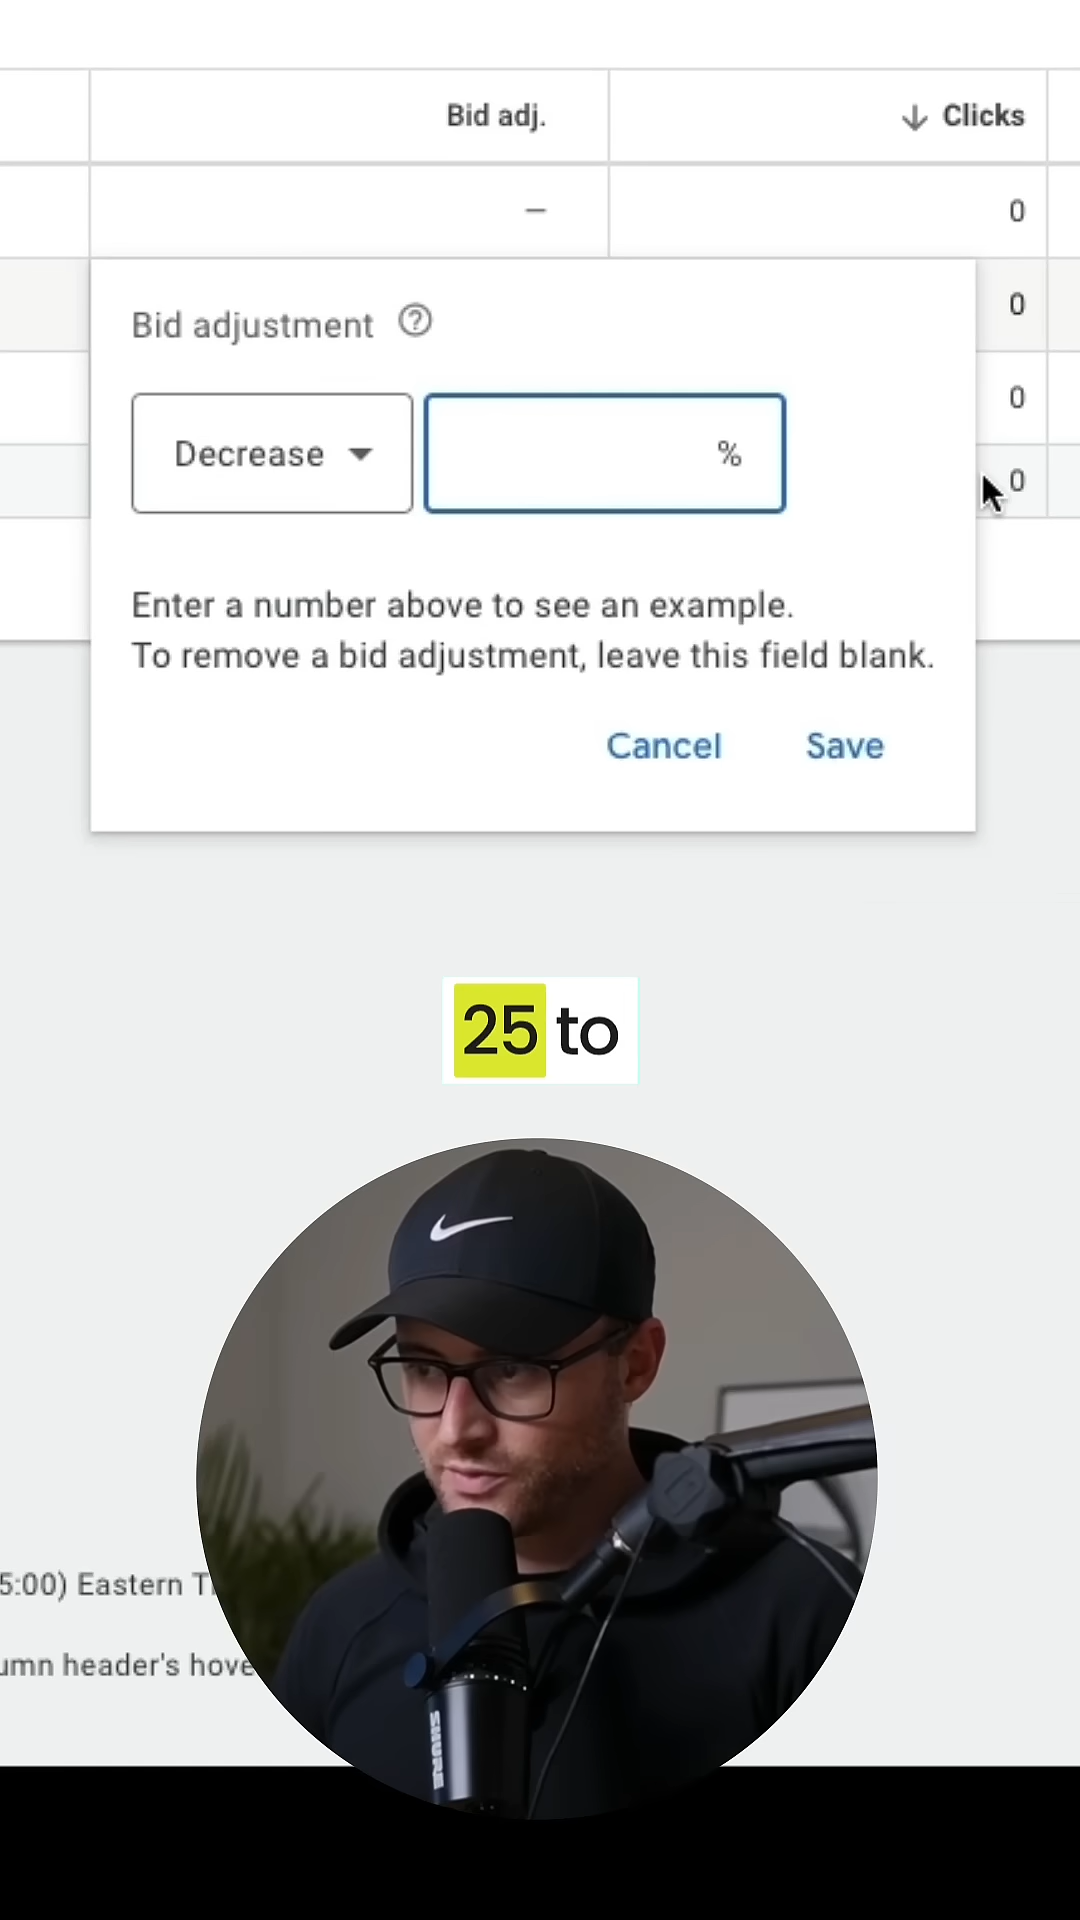 Bid adj.
Clicks
–
0
Bid adjustment
0
0
Decrease
%
0
Enter a number above to see an example.
To remove a bid adjustment, leave this field blank.
Cancel
Save
25 to
5:00) Eastern T
umn header's hove
SHURE